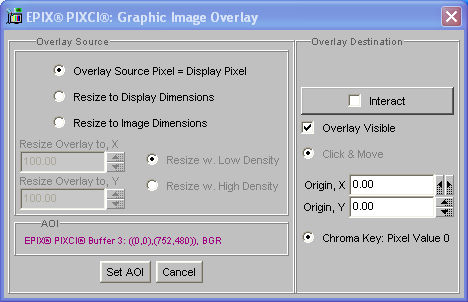 EPIX® PIXCI®: Graphic Image Overlay
Overlay Source
Overlay Source Pixel = Display Pixel
Resize to Display Dimensions
Resize to Image Dimensions
Resize Overlay to, X
100.00
Resize w. Low Density
Resize Overlay to, Y
100.00
Resize w. High Density
AOI
EPIX® PIXCI® Buffer 3: ((0,0),(752,480)), BGR
Set AOI
Cancel
Overlay Destination
Interact
Overlay Visible
Click & Move
Origin, X
0.00
Origin, Y
0.00
Chroma Key: Pixel Value 0